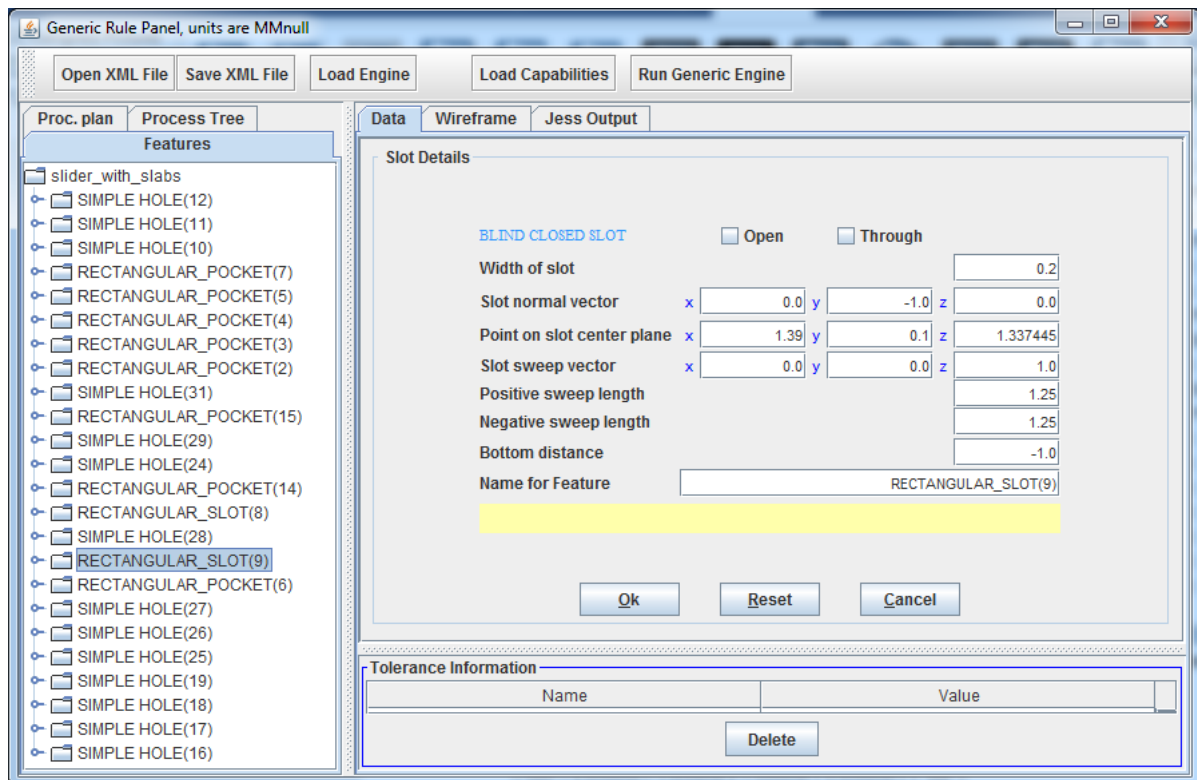 Generic Rule Panel, units are MMnull
Open XML File Save XML File Load Engine Load Capabilities Run Generic Engine
Proc. plan Process Tree
Features
slider_with_slabs
SIMPLE HOLE(12)
SIMPLE HOLE(11)
SIMPLE HOLE(10)
RECTANGULAR_POCKET(7)
RECTANGULAR_POCKET(5)
RECTANGULAR_POCKET(4)
RECTANGULAR_POCKET(3)
RECTANGULAR_POCKET(2)
SIMPLE HOLE(31)
RECTANGULAR_POCKET(15)
SIMPLE HOLE(29)
SIMPLE HOLE(24)
RECTANGULAR_POCKET(14)
RECTANGULAR_SLOT(8)
SIMPLE HOLE(28)
RECTANGULAR_SLOT(9)
RECTANGULAR_POCKET(6)
SIMPLE HOLE(27)
SIMPLE HOLE(26)
SIMPLE HOLE(25)
SIMPLE HOLE(19)
SIMPLE HOLE(18)
SIMPLE HOLE(17)
SIMPLE HOLE(16)
Data Wireframe Jess Output
Slot Details
BLIND CLOSED SLOT Open Through
Width of slot 0.2
Slot normal vector x 0.0 y -1.0 z 0.0
Point on slot center plane x 1.39 y 0.1 z 1.337445
Slot sweep vector x 0.0 y 0.0 z 1.0
Positive sweep length 1.25
Negative sweep length 1.25
Bottom distance -1.0
Name for Feature RECTANGULAR_SLOT(9)
Ok Reset Cancel
Tolerance Information
Name Value
Delete